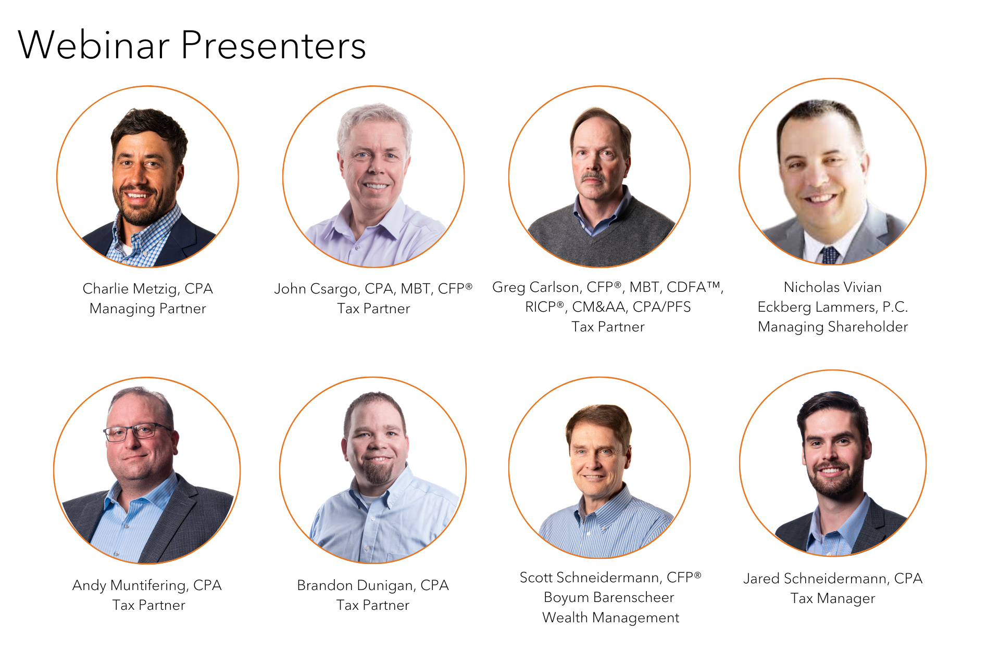 Webinar Presenters
Charlie Metzig, CPA
Managing Partner
John Csargo, CPA, MBT, CFP®
Tax Partner
Greg Carlson, CFP®, MBT, CDFA™,
RICP®, CM&AA, CPA/PFS
Tax Partner
Nicholas Vivian
Eckberg Lammers, P.C.
Managing Shareholder
Andy Muntifering, CPA
Tax Partner
Brandon Dunigan, CPA
Tax Partner
Scott Schneidermann, CFP®
Boyum Barenscheer
Wealth Management
Jared Schneidermann, CPA
Tax Manager